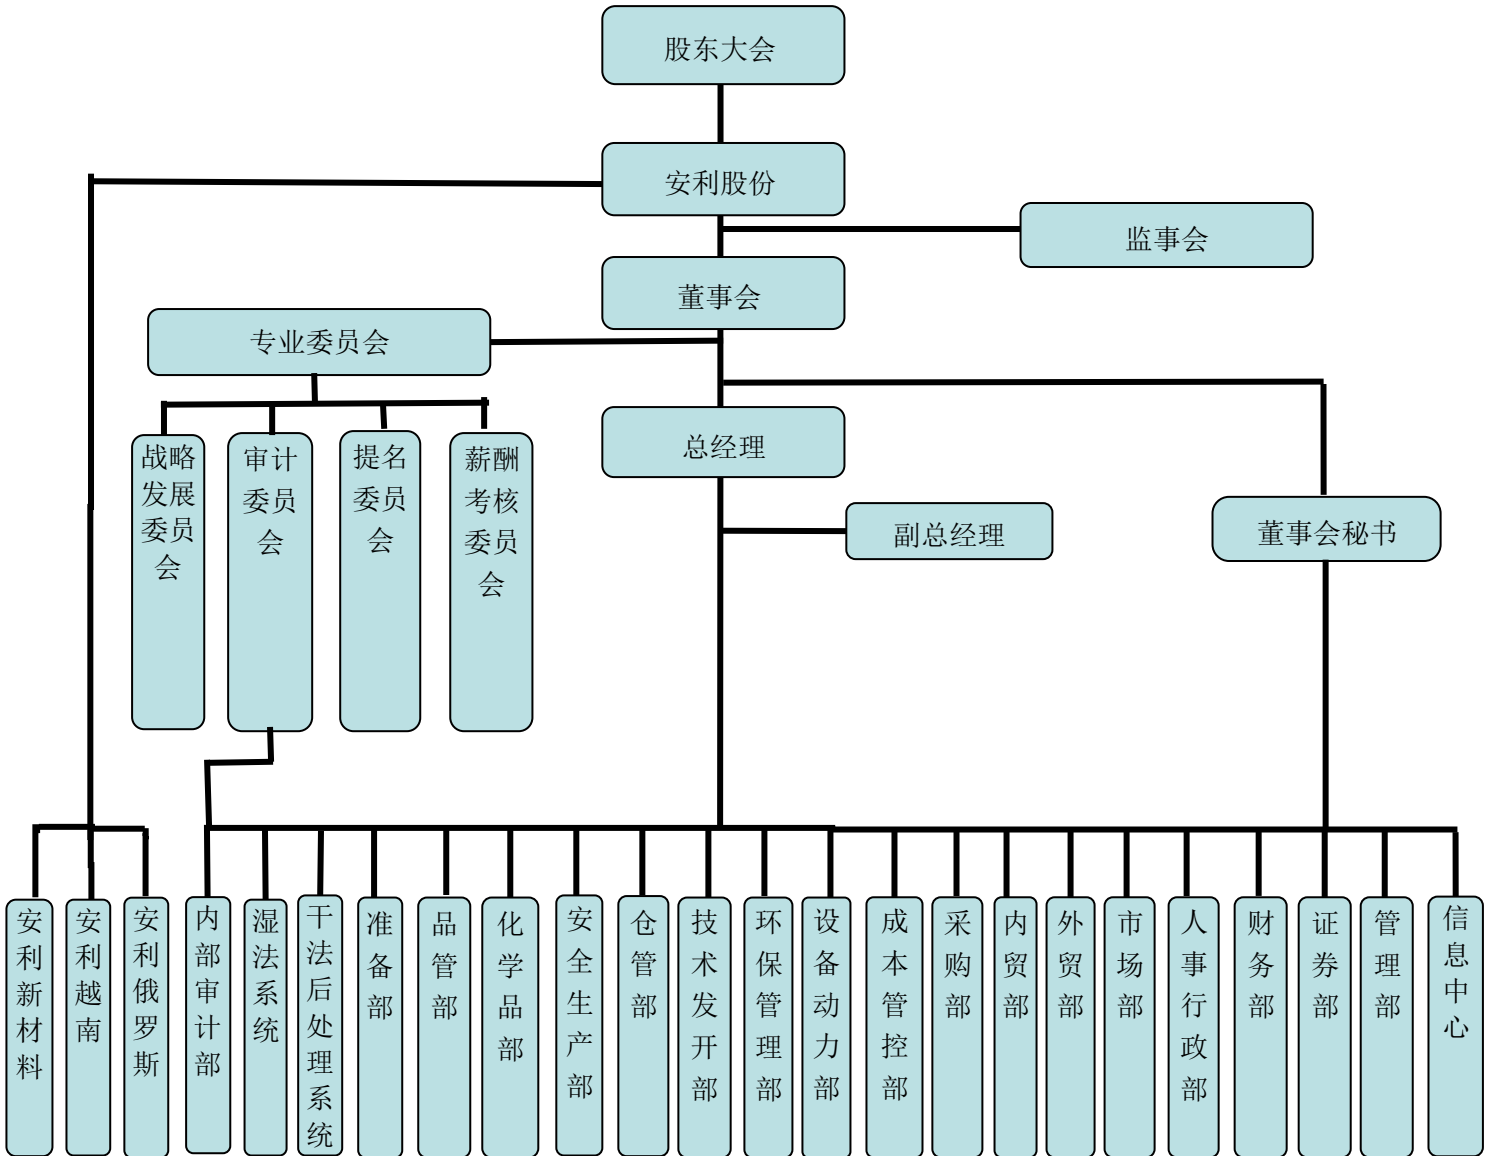 股东大会
安利股份
监事会
董事会
专业委员会
总经理
副总经理
董事会秘书
战略
发展
委员
会
审计
委员
会
提名
委员
会
薪酬
考核
委员
会
安利新材料
安利越南
安利俄罗斯
内部审计部
湿法系统
干法后处理系统
准备部
品管部
化学品部
安全生产部
仓管部
技术发开部
环保管理部
设备动力部
成本管控部
采购部
内贸部
外贸部
市场部
人事行政部
财务部
证券部
管理部
信息中心